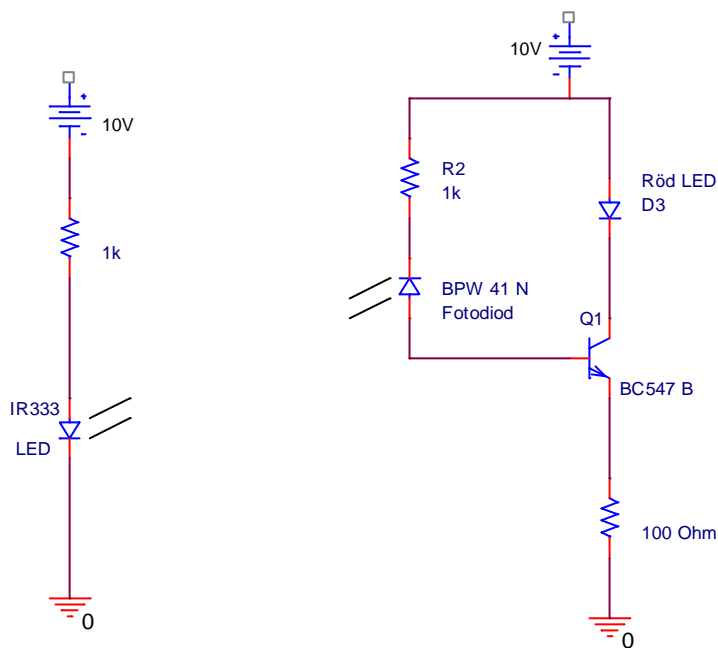 10V
1k
IR333
LED
0
10V
R2
1k
Röd LED
D3
BPW 41 N
Fotodiod
Q1
BC547 B
100 Ohm
0